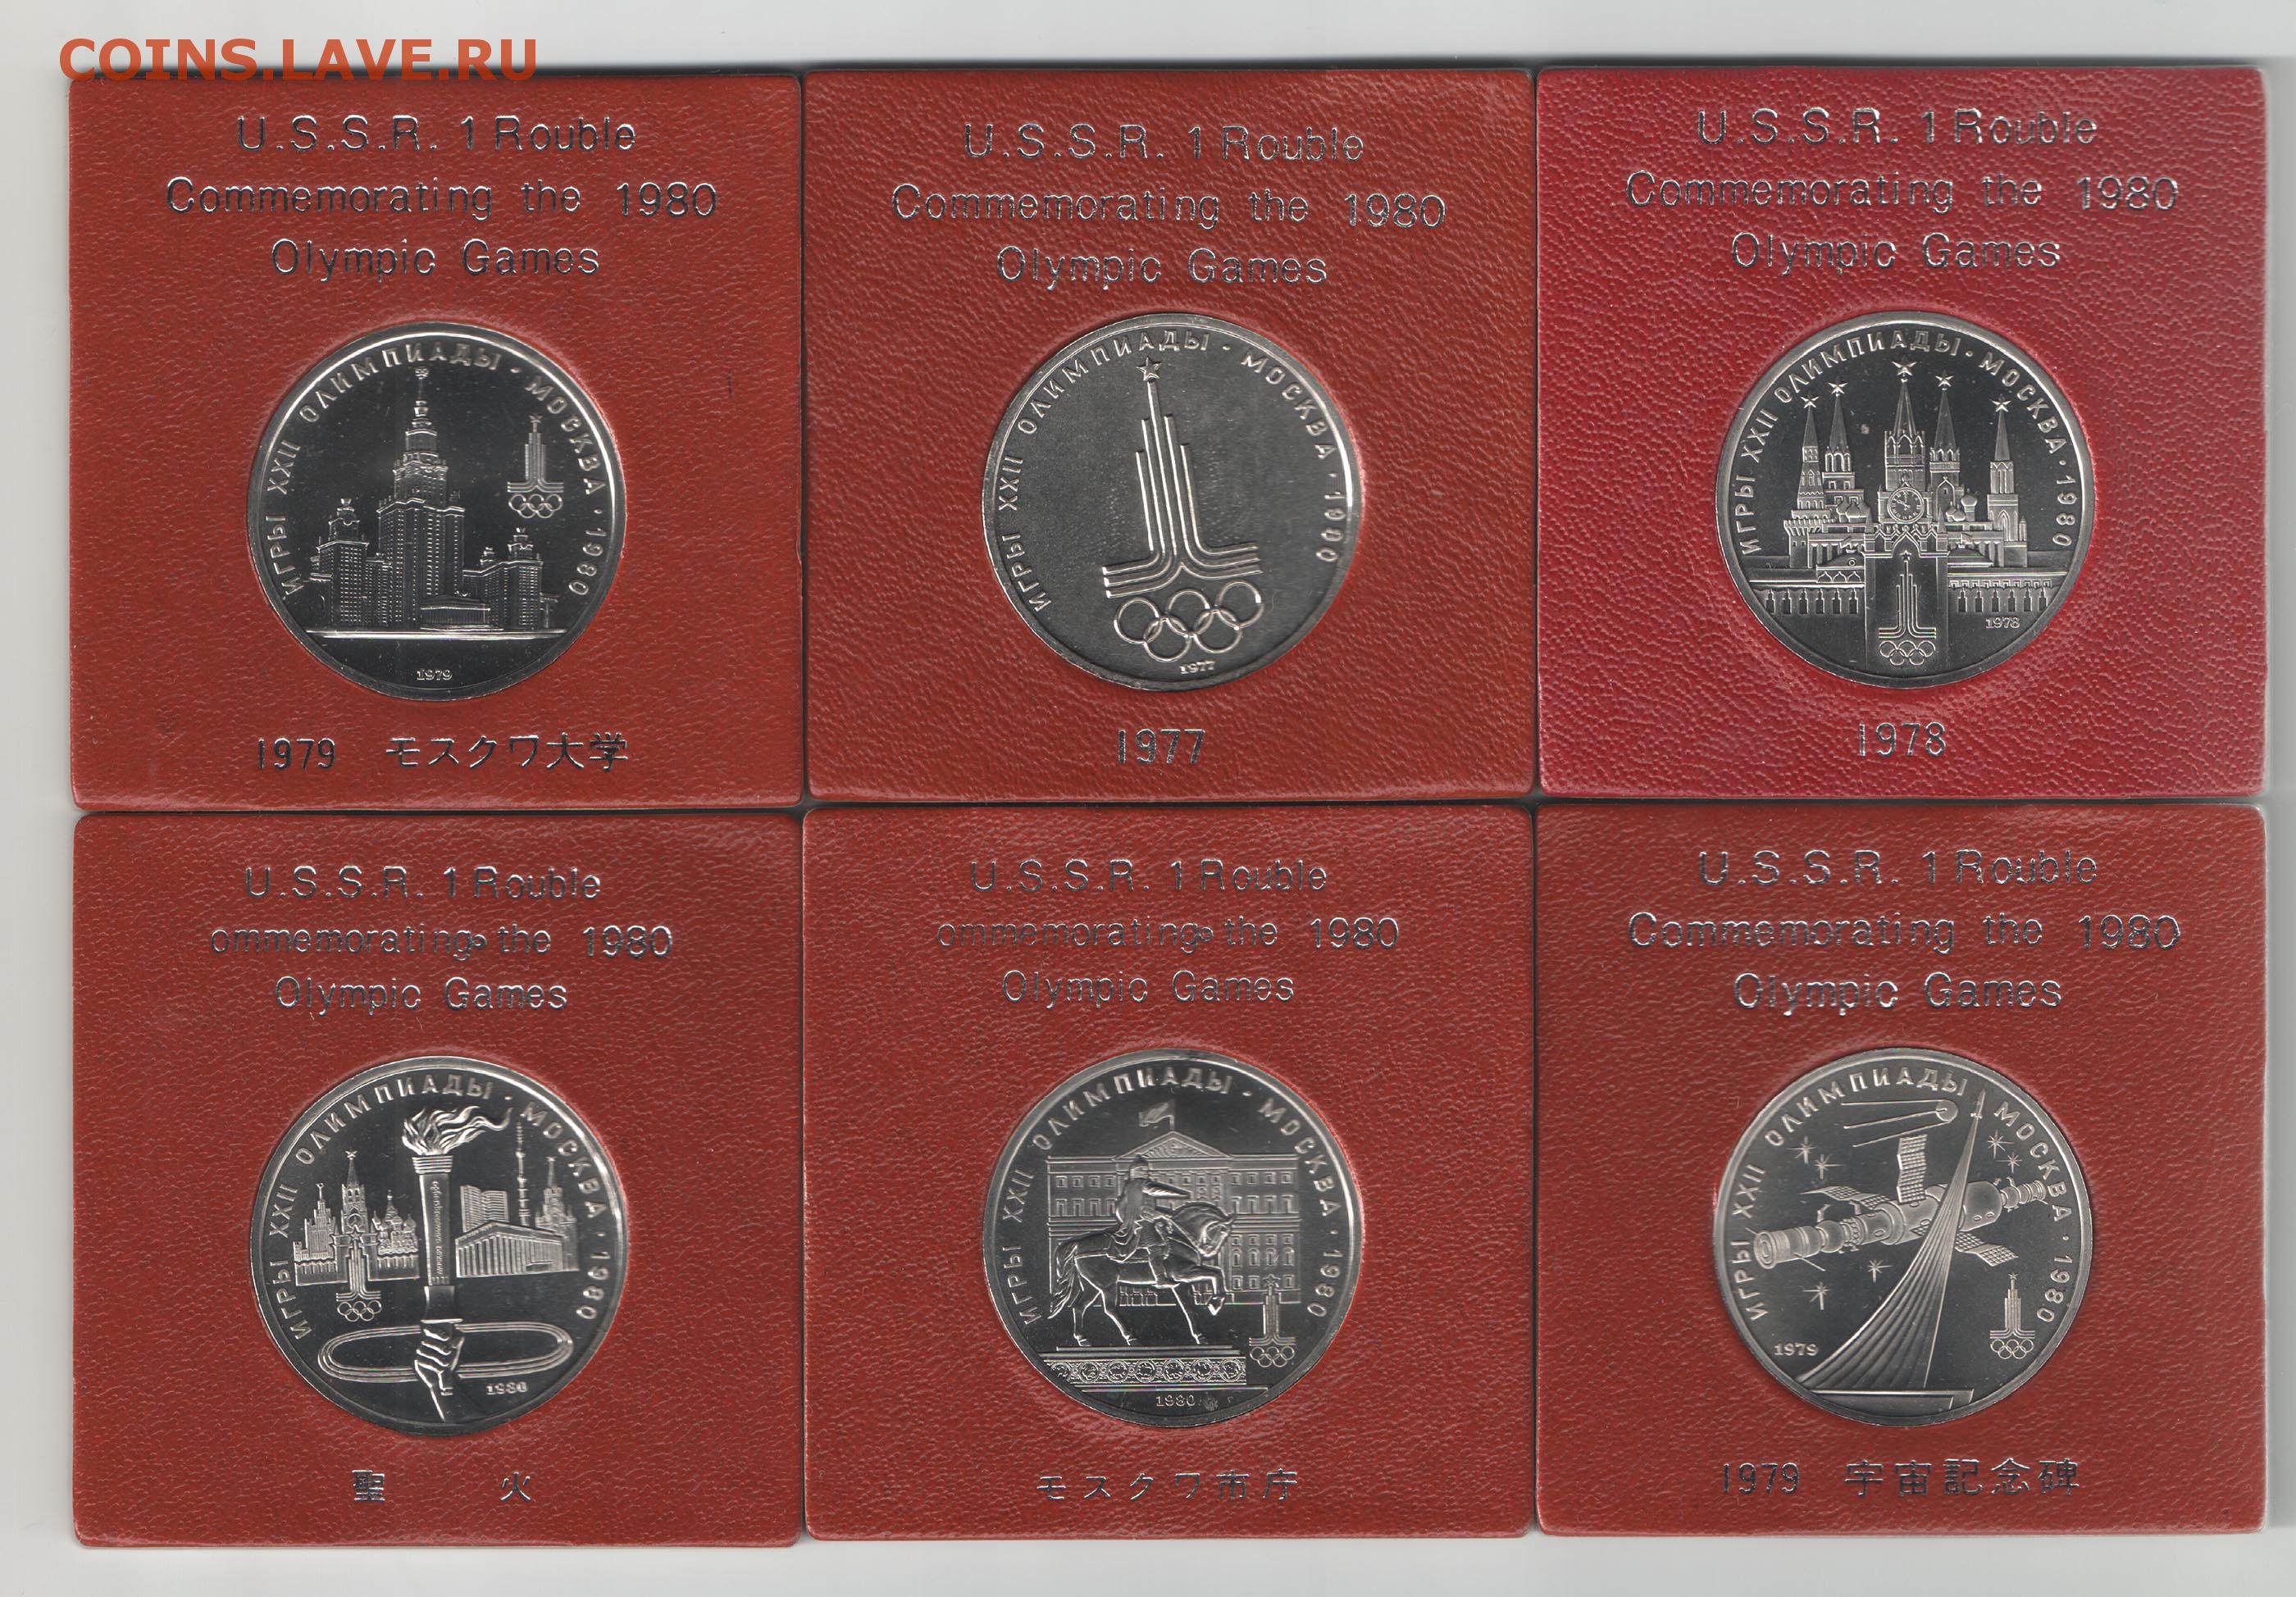 COINS.LAVE.RU
U.S.S.R. 1 Rouble
Commemorating the 1980
Olympic Games
ИГРЫ XXII ОЛИМПИАДЫ · МОСКВА · 1980
1979
1979 モスクワ大学
U.S.S.R. 1 Rouble
Commemorating the 1980
Olympic Games
ИГРЫ XXII ОЛИМПИАДЫ · МОСКВА · 1980
1977
1977
U.S.S.R. 1 Rouble
Commemorating the 1980
Olympic Games
ИГРЫ XXII ОЛИМПИАДЫ · МОСКВА · 1980
1978
1978
U.S.S.R. 1 Rouble
ommemorating the 1980
Olympic Games
ИГРЫ XXII ОЛИМПИАДЫ · МОСКВА · 1980
1980
聖 火
U.S.S.R. 1 Rouble
ommemorating the 1980
Olympic Games
ИГРЫ XXII ОЛИМПИАДЫ · МОСКВА · 1980
1980
モスクワ市庁
U.S.S.R. 1 Rouble
Commemorating the 1980
Olympic Games
ИГРЫ XXII ОЛИМПИАДЫ МОСКВА · 1980
1979
1979 宇宙記念碑